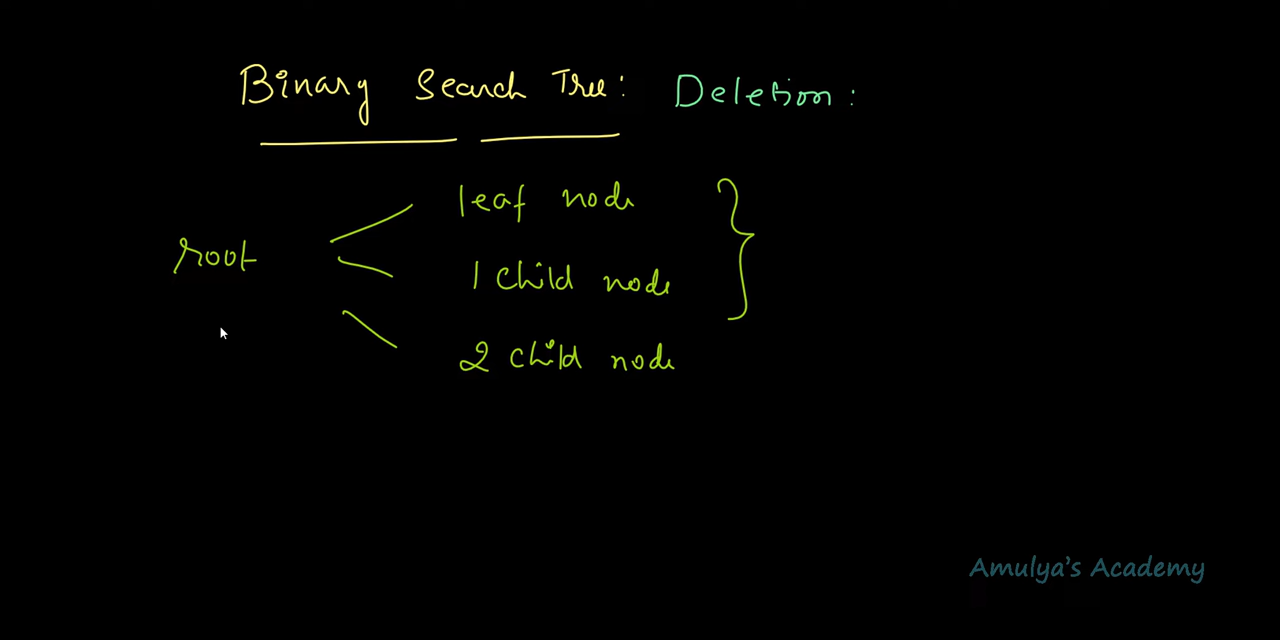 Binary Search Tree: Deletion:
leaf node
root
1 child node
2 child node
Amulya's Academy